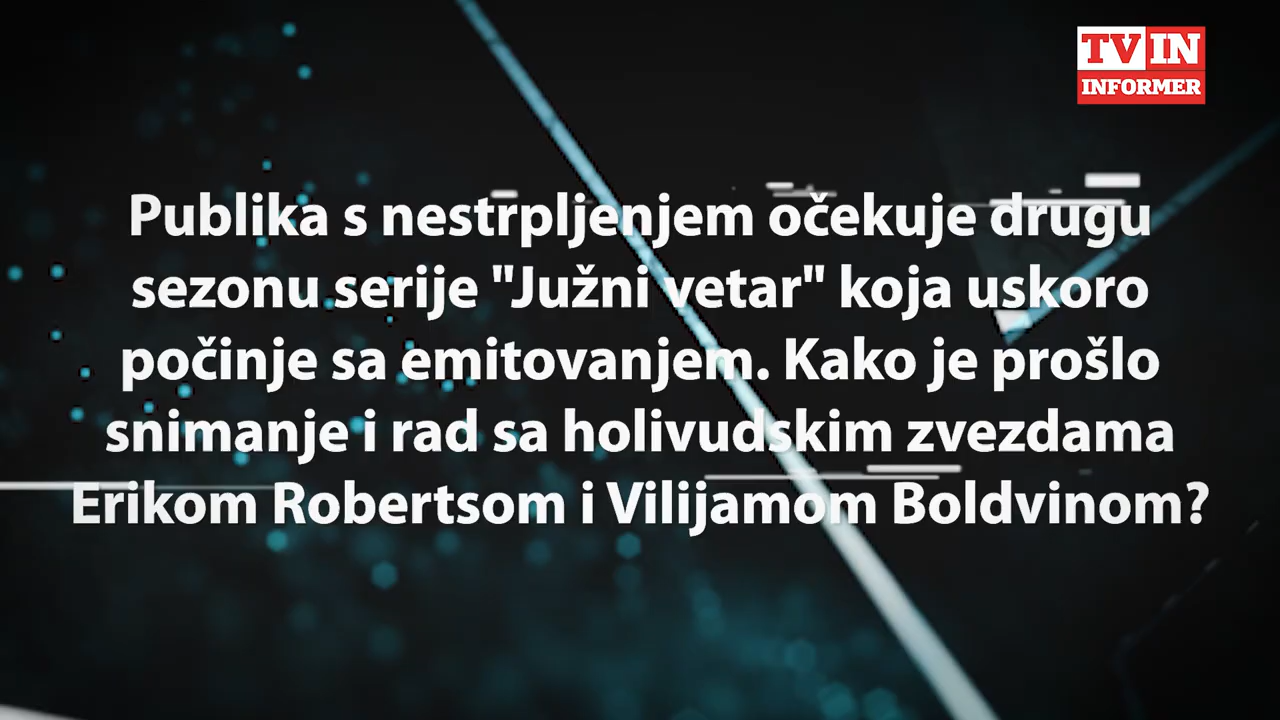 TV IN
INFORMER
Publika s nestrpljenjem očekuje drugu
sezonu serije "Južni vetar" koja uskoro
počinje sa emitovanjem. Kako je prošlo
snimanje i rad sa holivudskim zvezdama
Erikom Robertsom i Vilijamom Boldvinom?